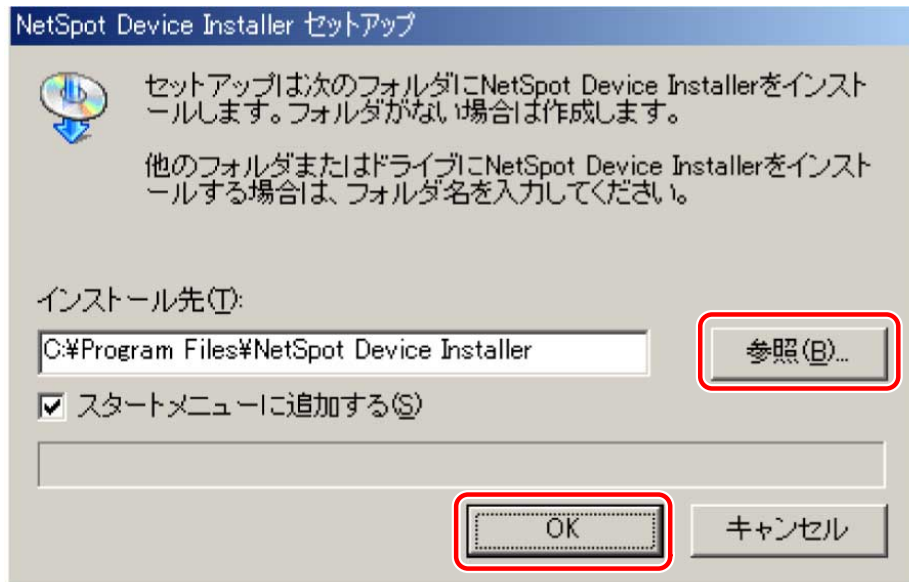 NetSpot Device Installer セットアップ
セットアップは次のフォルダにNetSpot Device Installerをインスト
ールします。フォルダがない場合は作成します。
他のフォルダまたはドライブにNetSpot Device Installerをインスト
ールする場合は、フォルダ名を入力してください。
インストール先(T):
C:¥Program Files¥NetSpot Device Installer
参照(B)...
スタートメニューに追加する(S)
OK
キャンセル